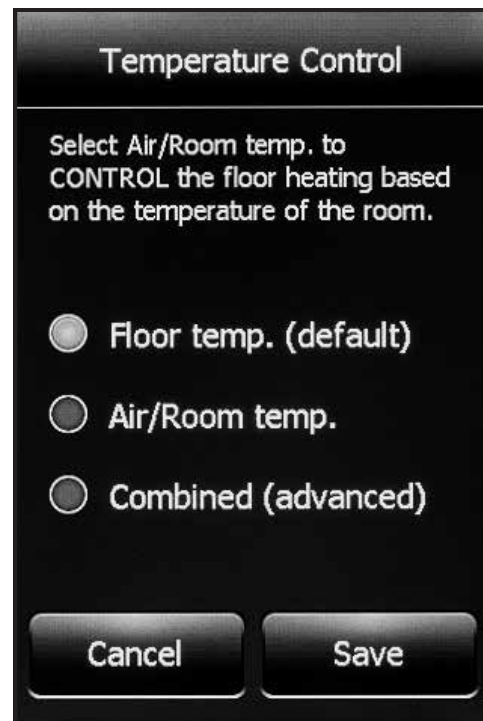 Temperature Control
Select Air/Room temp. to
CONTROL the floor heating based
on the temperature of the room.
Floor temp. (default)
Air/Room temp.
Combined (advanced)
Cancel
Save